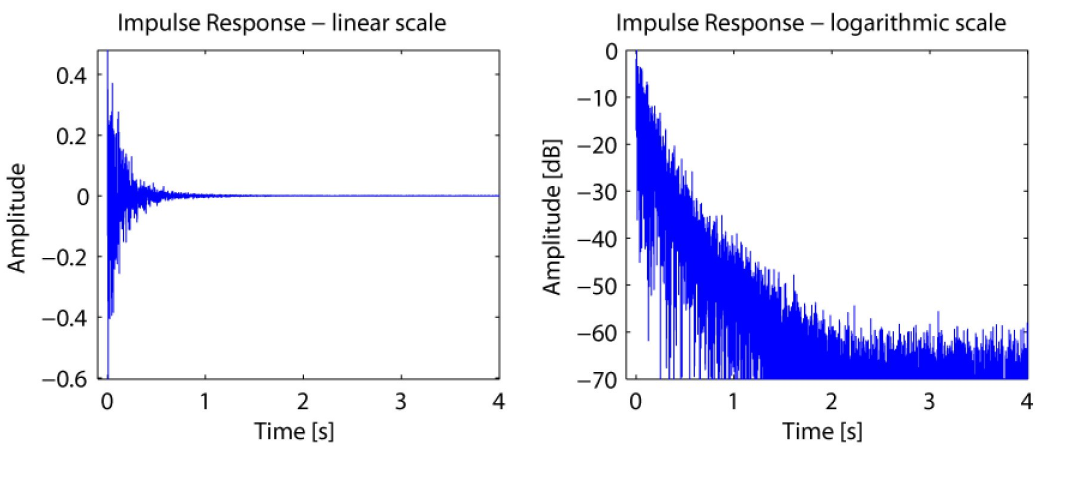 Impulse Response – linear scale
0.4
0.2
0
−0.2
−0.4
−0.6
Amplitude
0 1 2 3 4
Time [s]
Impulse Response – logarithmic scale
0
−10
−20
−30
−40
−50
−60
−70
Amplitude [dB]
0 1 2 3 4
Time [s]